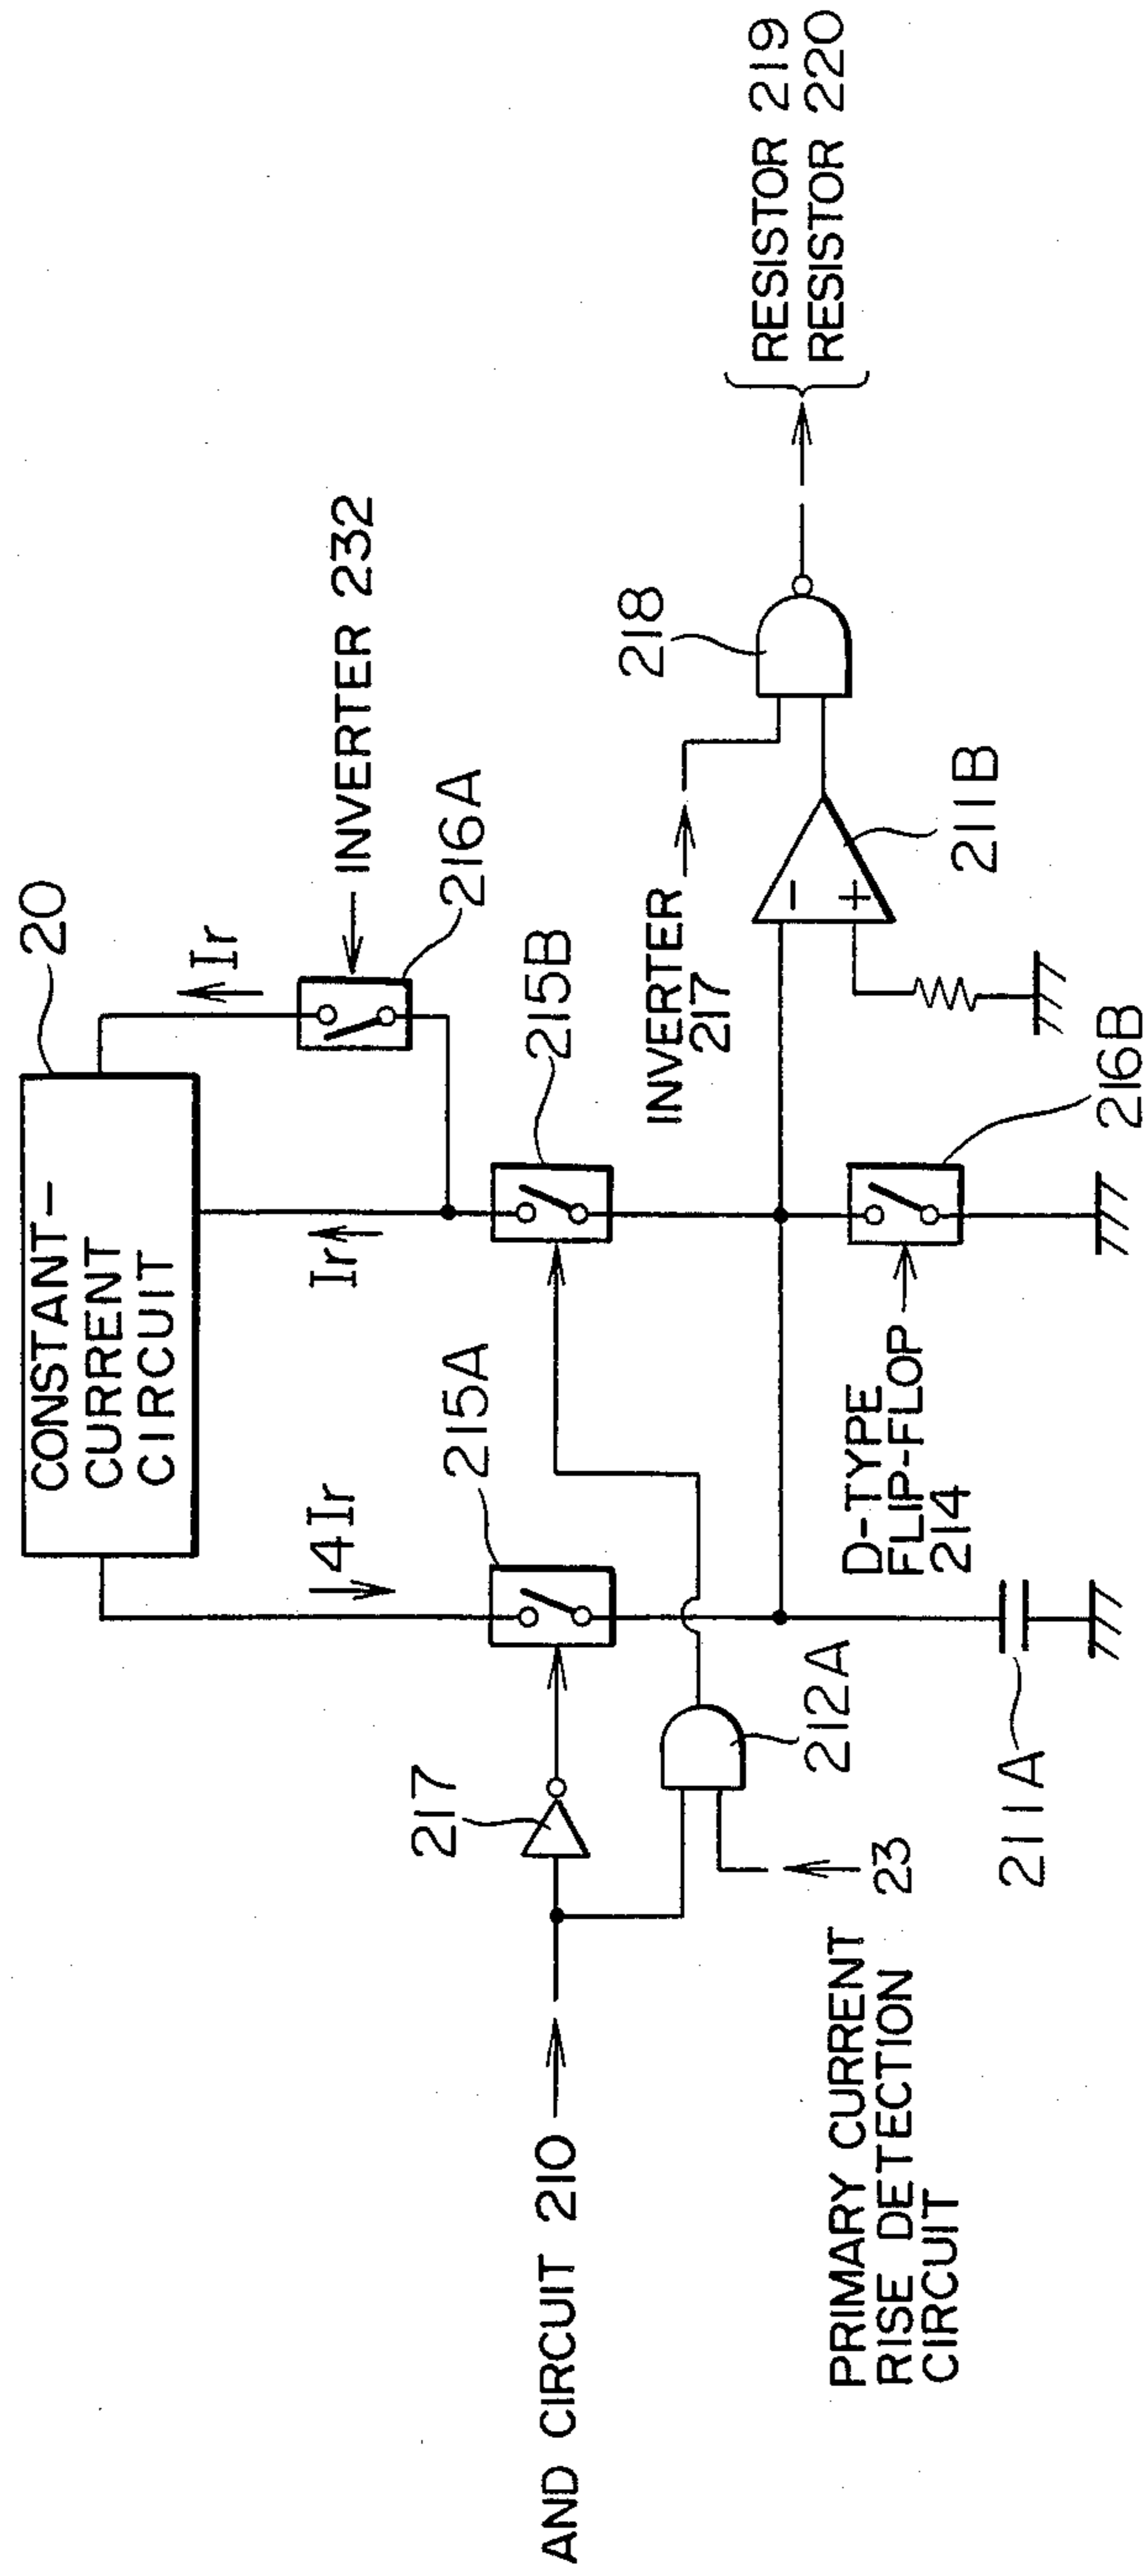 CONSTANT-
CURRENT
CIRCUIT
20
4Ir
Ir
Ir
INVERTER 232
216A
215A
215B
217
AND CIRCUIT 210
212A
PRIMARY CURRENT
RISE DETECTION
CIRCUIT
23
211A
D-TYPE
FLIP-FLOP
214
216B
INVERTER
217
218
-
+
211B
RESISTOR 219
RESISTOR 220